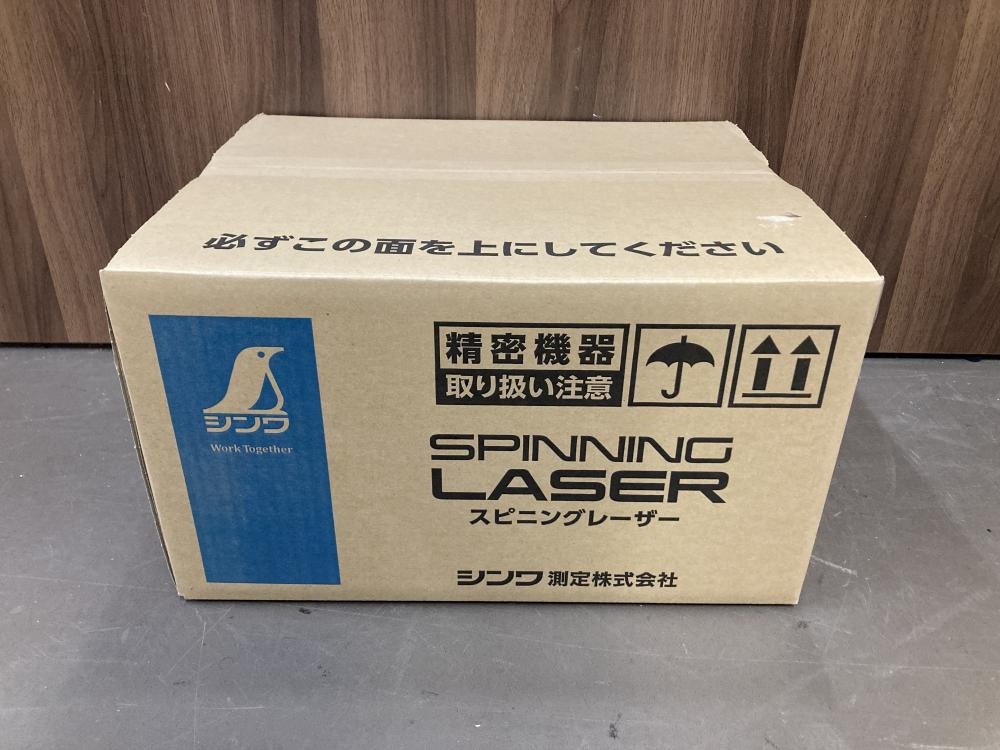 必ずこの面を上にしてください
シンワ
Work Together
精密機器
取り扱い注意
SPINNING
LASER
スピニングレーザー
シンワ測定株式会社